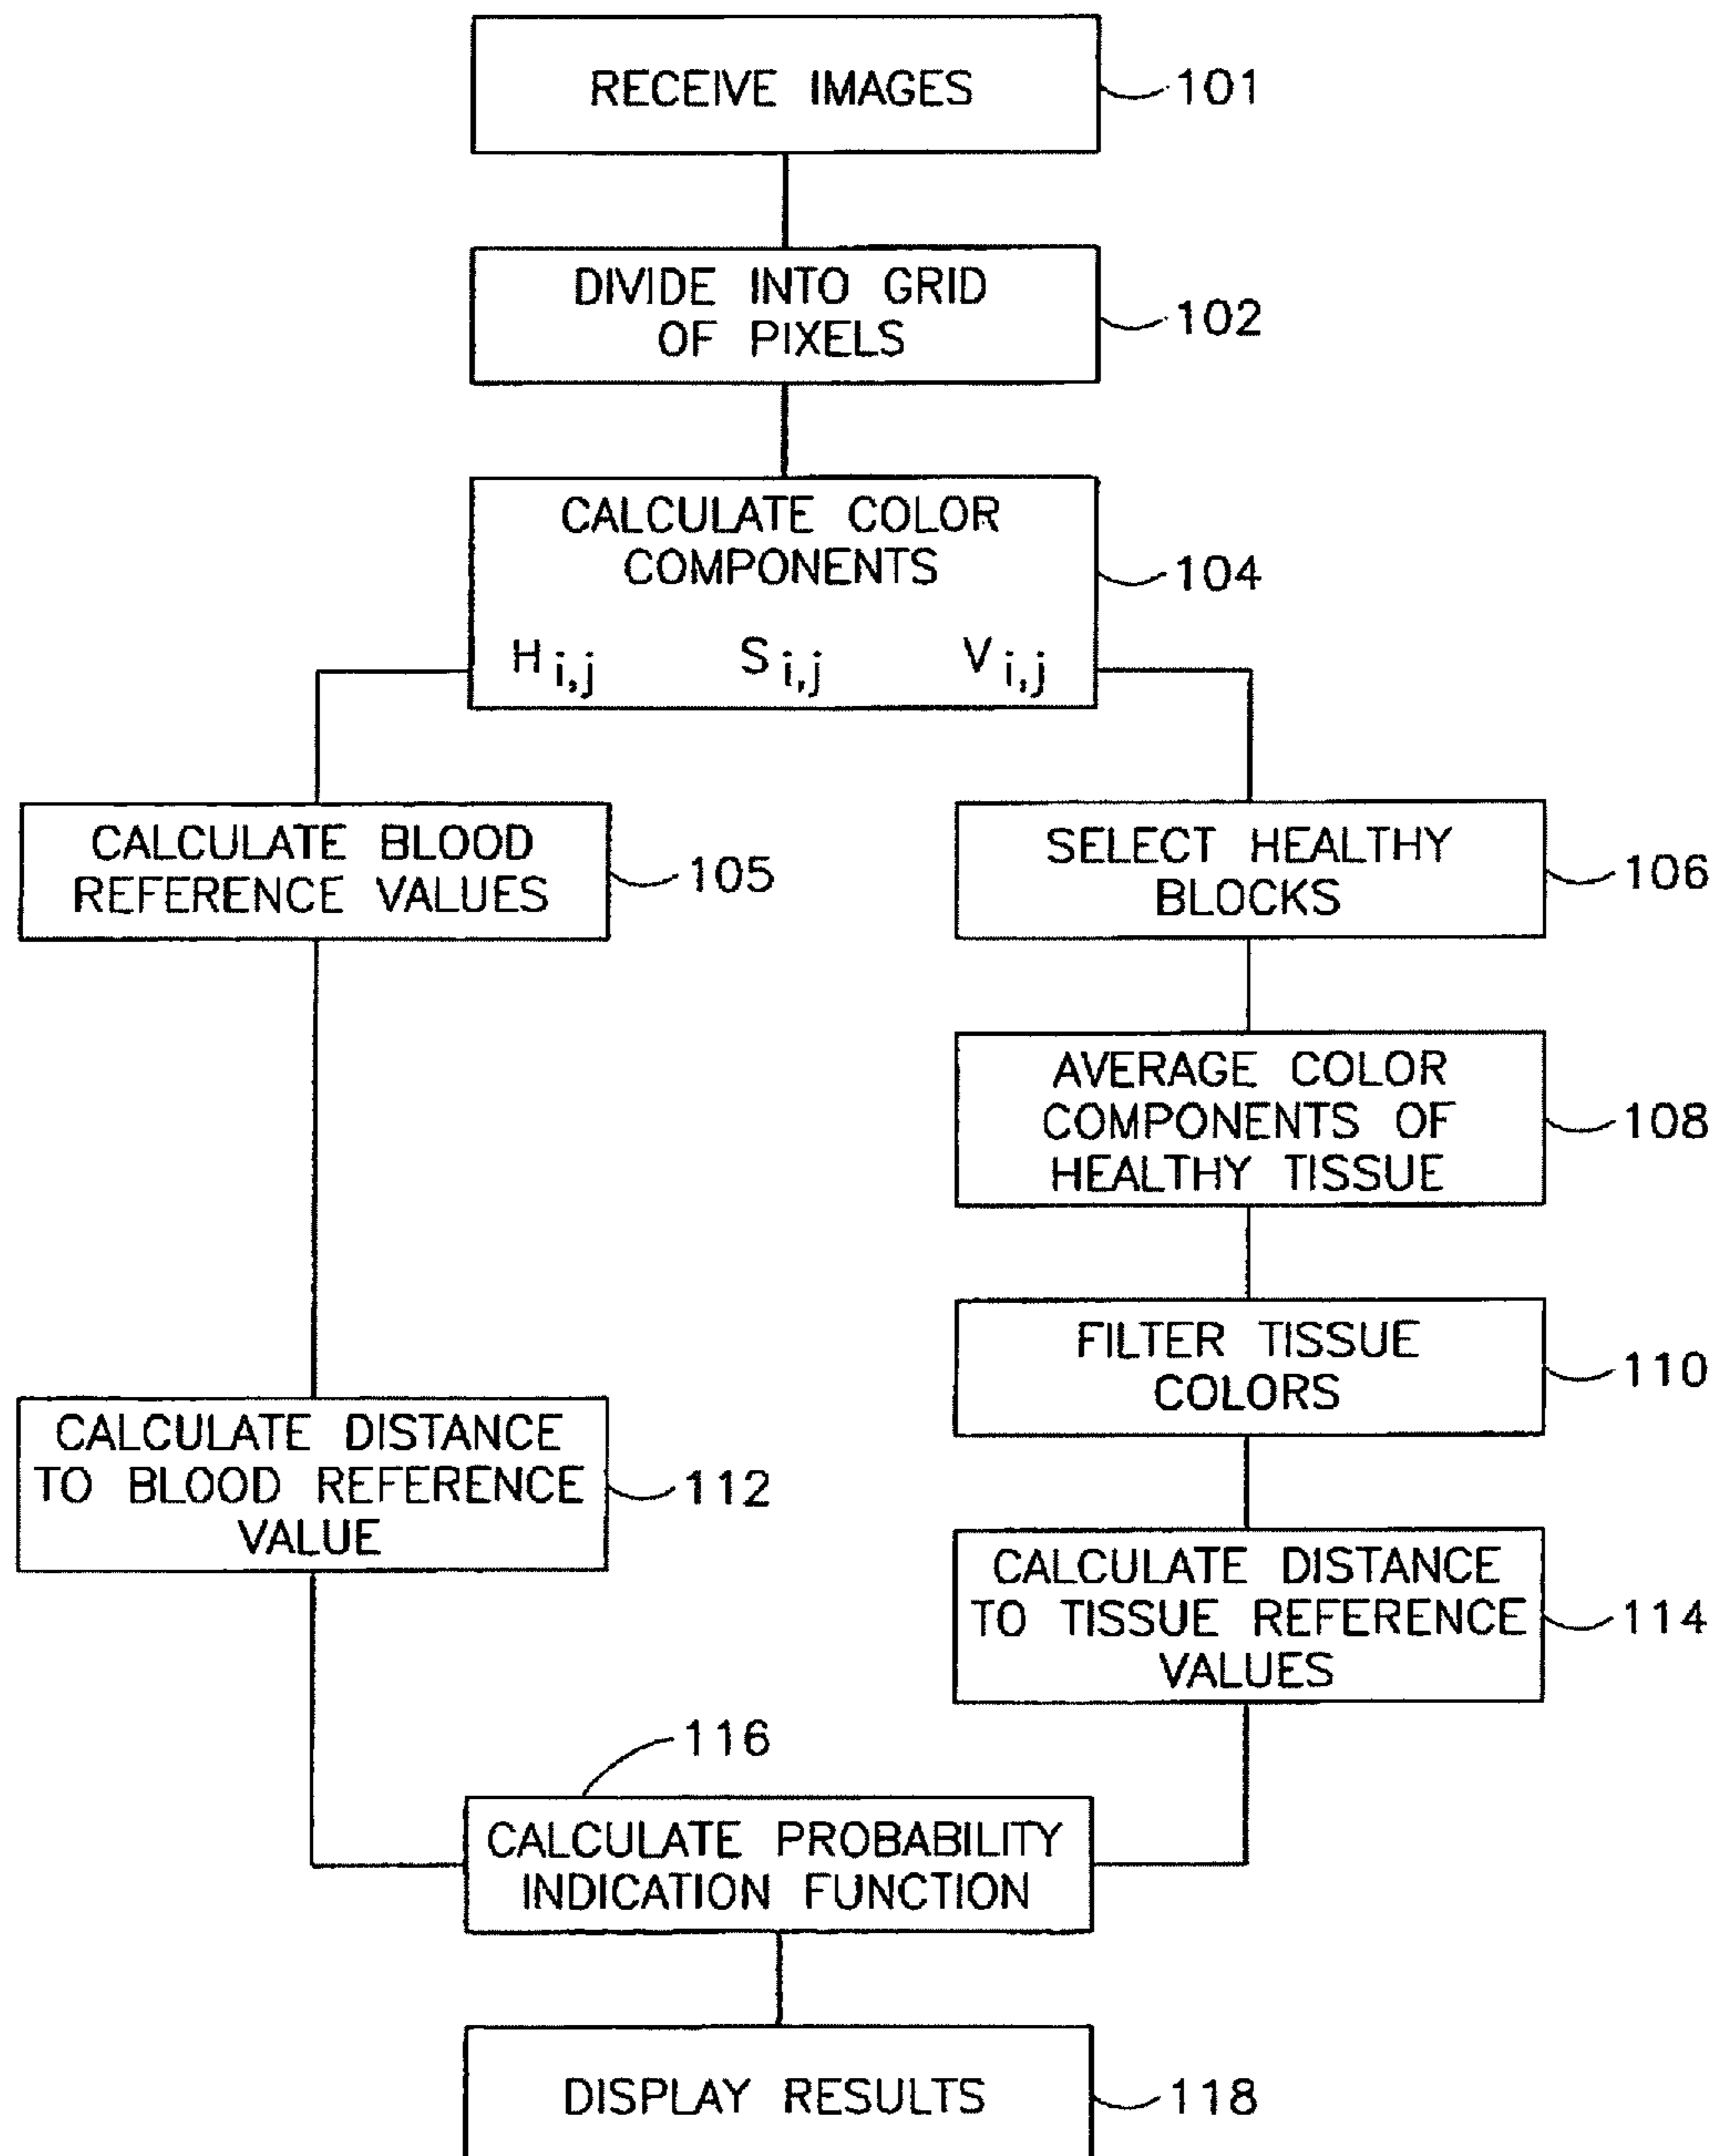 RECEIVE IMAGES
101
DIVIDE INTO GRID
OF PIXELS
102
CALCULATE COLOR
COMPONENTS
104
H i,j S i,j V i,j
CALCULATE BLOOD
REFERENCE VALUES
105
SELECT HEALTHY
BLOCKS
106
AVERAGE COLOR
COMPONENTS OF
HEALTHY TISSUE
108
FILTER TISSUE
COLORS
110
CALCULATE DISTANCE
TO BLOOD REFERENCE
VALUE
112
CALCULATE DISTANCE
TO TISSUE REFERENCE
VALUES
114
116
CALCULATE PROBABILITY
INDICATION FUNCTION
DISPLAY RESULTS
118